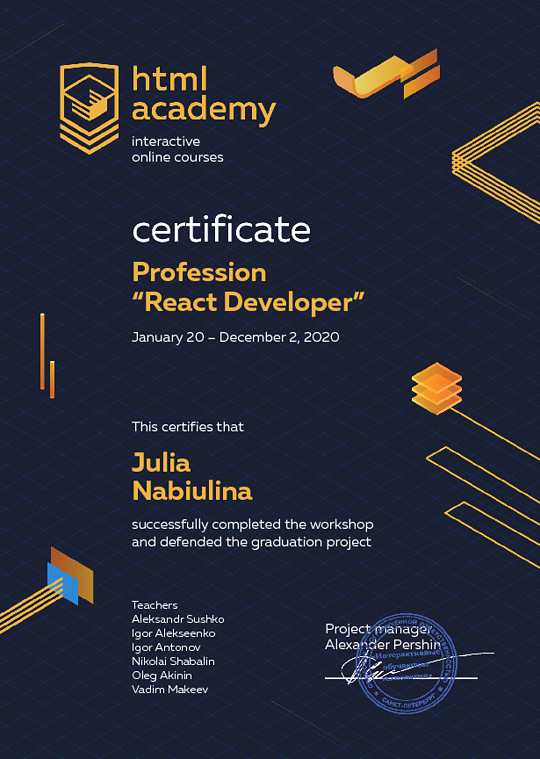 html
academy
interactive
online courses
certificate
Profession
“React Developer”
January 20 – December 2, 2020
This certifies that
Julia
Nabiulina
successfully completed the workshop
and defended the graduation project
Teachers
Aleksandr Sushko
Igor Alekseenko
Igor Antonov
Nikolai Shabalin
Oleg Akinin
Vadim Makeev
Project manager
Alexander Pershin
САНКТ-ПЕТЕРБУРГ